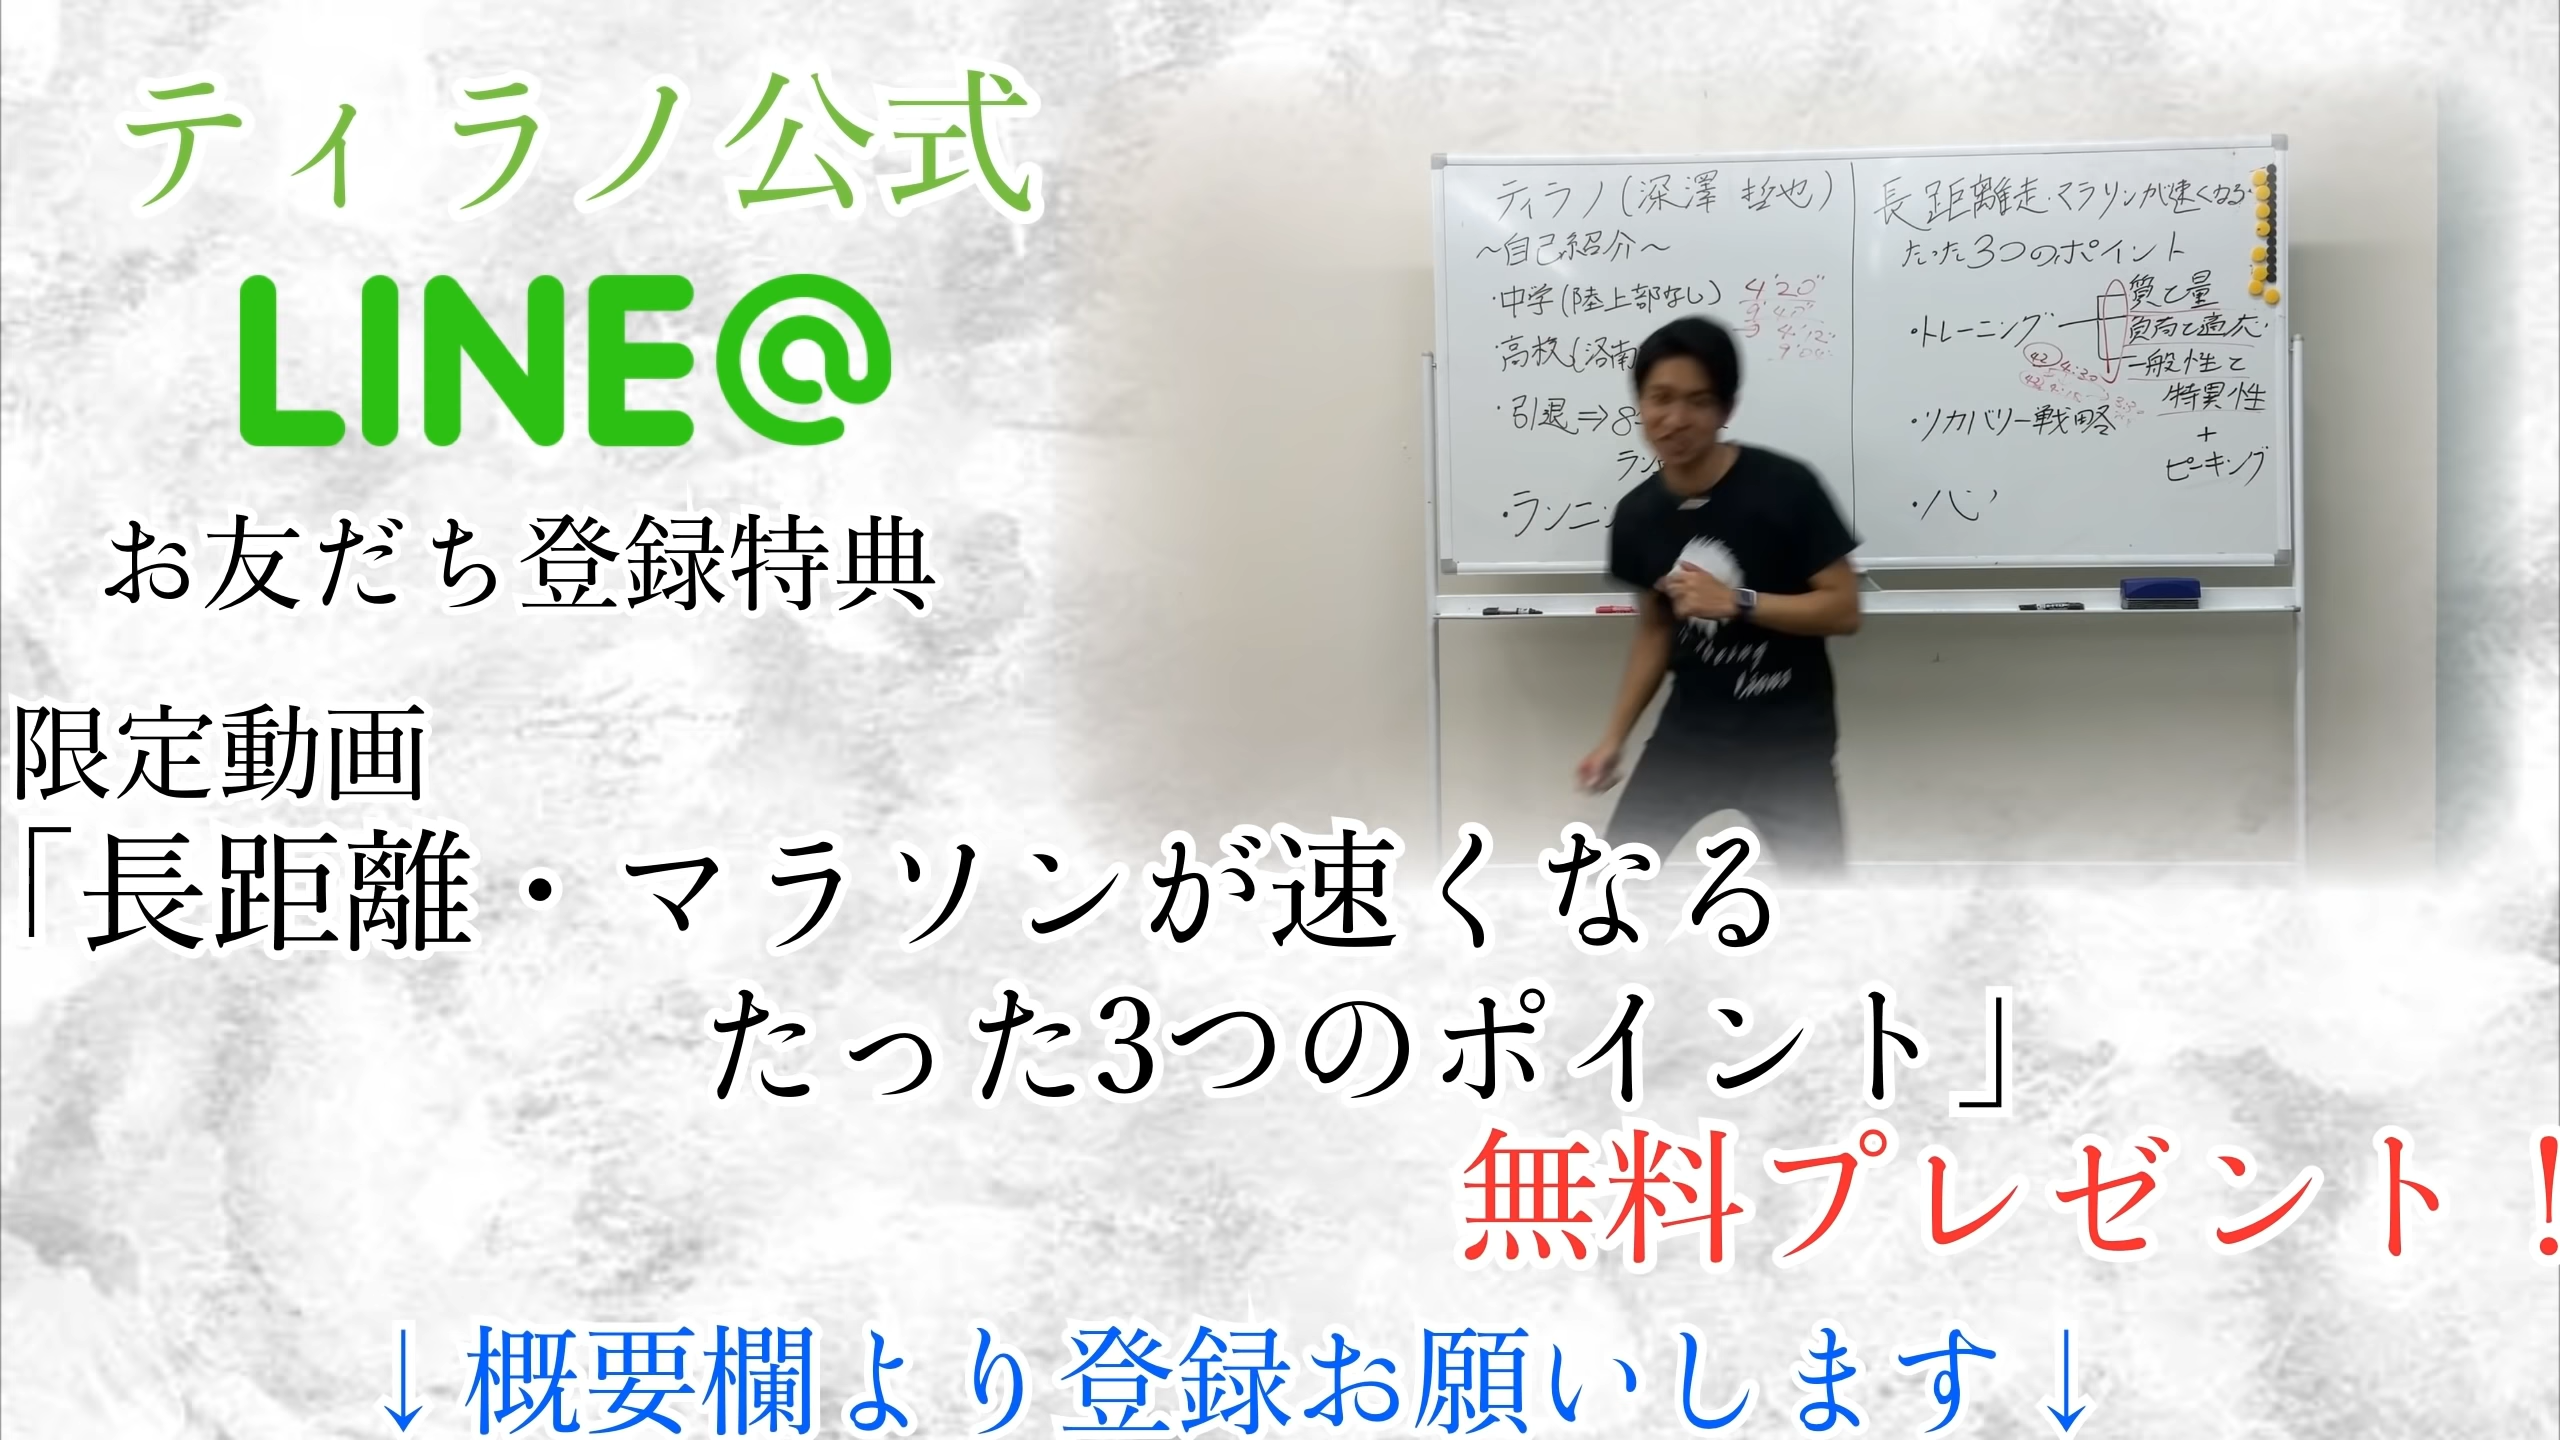 ティラノ公式
LINE@
お友だち登録特典
限定動画
「長距離・マラソンが速くなる
たった3つのポイント」
無料プレゼント！
↓概要欄より登録お願いします↓
ティラノ(深澤 哲也)
～自己紹介～
・中学(陸上部なし)
4'20"
・高校(洛南
・引退⇒8
ラン
・ランニン
長距離走・マラソンが速くなる
たった3つのポイント
・トレーニング
質と量
負荷と適応
一般性と
特異性
+
ピーキング
・リカバリー戦略
・心